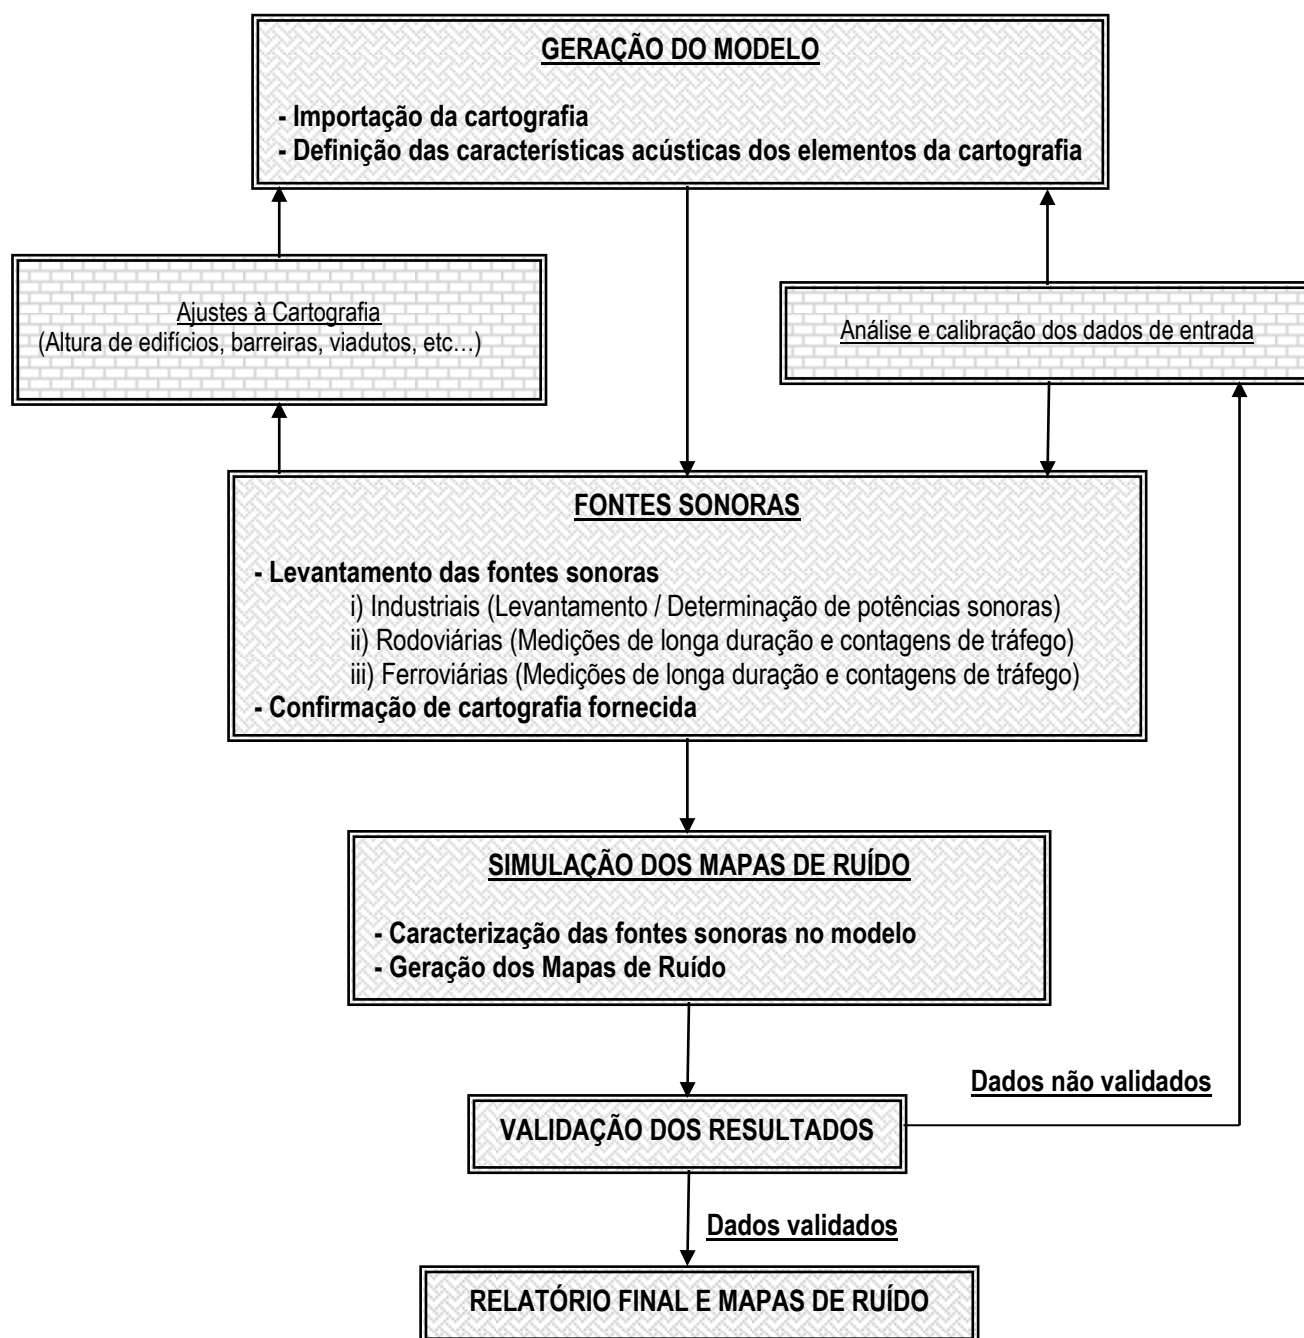 GERAÇÃO DO MODELO
- Importação da cartografia
- Definição das características acústicas dos elementos da cartografia
Ajustes à Cartografia
(Altura de edifícios, barreiras, viadutos, etc…)
Análise e calibração dos dados de entrada
FONTES SONORAS
- Levantamento das fontes sonoras
i) Industriais (Levantamento / Determinação de potências sonoras)
ii) Rodoviárias (Medições de longa duração e contagens de tráfego)
iii) Ferroviárias (Medições de longa duração e contagens de tráfego)
- Confirmação de cartografia fornecida
SIMULAÇÃO DOS MAPAS DE RUÍDO
- Caracterização das fontes sonoras no modelo
- Geração dos Mapas de Ruído
Dados não validados
VALIDAÇÃO DOS RESULTADOS
Dados validados
RELATÓRIO FINAL E MAPAS DE RUÍDO